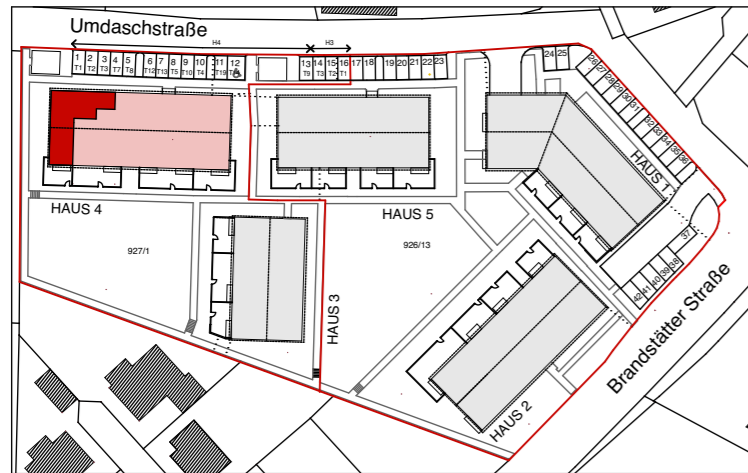 Umdaschstraße
H4
H3
1 2 3 4 5 6 7 8 9 10 11 12 13 14 15 16 17 18 19 20 21 22 23 24 25
T1 T2 T3 T7 T8 T12 T13 T5 T10 T4 T19 T9 T3 T2 T1
26 27 28 29 30 31 32 33 34 35 36
HAUS 1
HAUS 4
HAUS 5
37
927/1
926/13
HAUS 3
42 41 40 39 38
Brandstätter Straße
HAUS 2